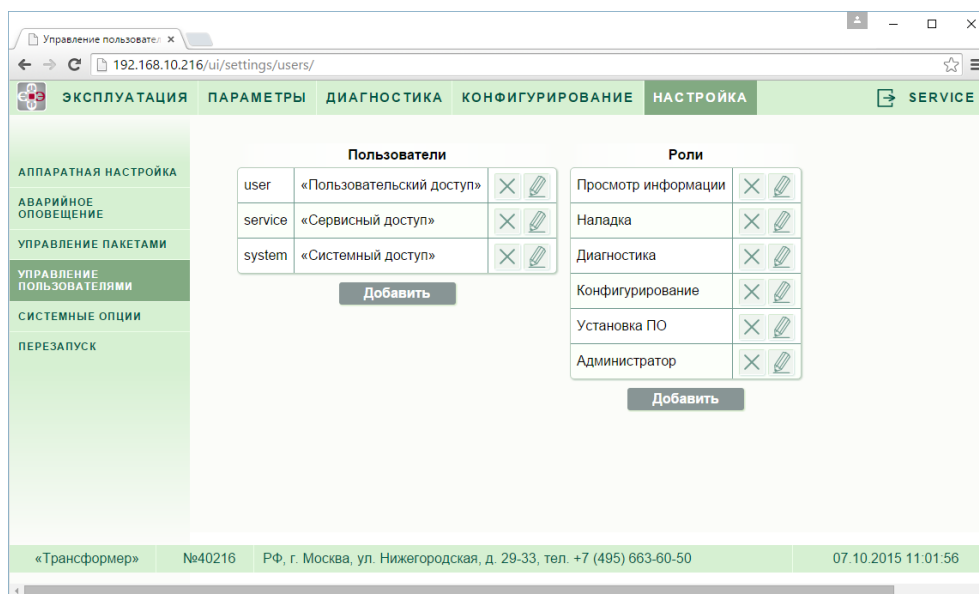 Управление пользовател
192.168.10.216/ui/settings/users/
ЭКСПЛУАТАЦИЯ ПАРАМЕТРЫ ДИАГНОСТИКА КОНФИГУРИРОВАНИЕ НАСТРОЙКА SERVICE
АППАРАТНАЯ НАСТРОЙКА
АВАРИЙНОЕ
ОПОВЕЩЕНИЕ
УПРАВЛЕНИЕ ПАКЕТАМИ
УПРАВЛЕНИЕ
ПОЛЬЗОВАТЕЛЯМИ
СИСТЕМНЫЕ ОПЦИИ
ПЕРЕЗАПУСК
Пользователи
user «Пользовательский доступ»
service «Сервисный доступ»
system «Системный доступ»
Добавить
Роли
Просмотр информации
Наладка
Диагностика
Конфигурирование
Установка ПО
Администратор
Добавить
«Трансформер» №40216 РФ, г. Москва, ул. Нижегородская, д. 29-33, тел. +7 (495) 663-60-50 07.10.2015 11:01:56